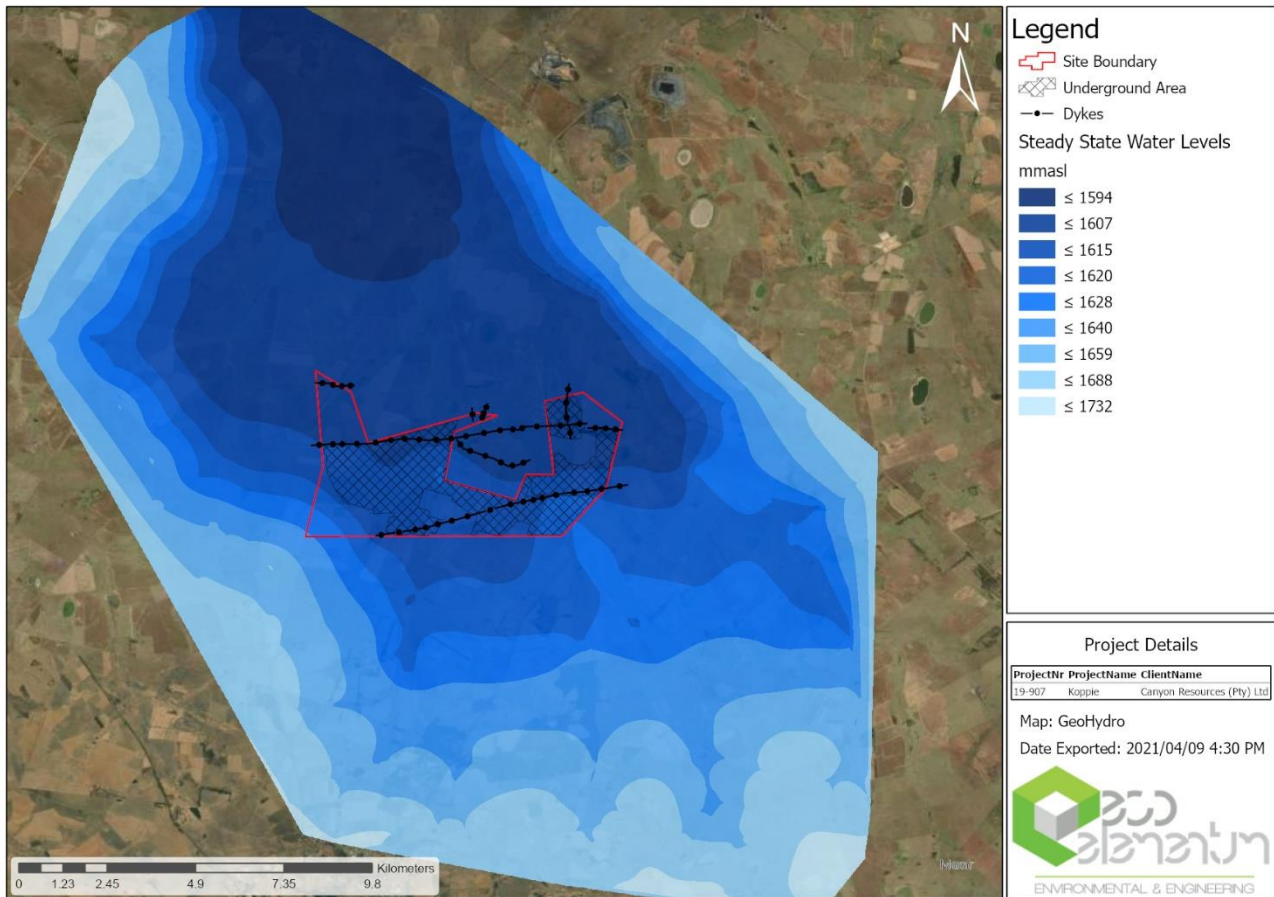 N
Legend
Site Boundary
Underground Area
Dykes
Steady State Water Levels
mmasl
≤ 1594
≤ 1607
≤ 1615
≤ 1620
≤ 1628
≤ 1640
≤ 1659
≤ 1688
≤ 1732
Project Details
ProjectNr ProjectName ClientName
19-907 Koppie Canyon Resources (Pty) Ltd
Map: GeoHydro
Date Exported: 2021/04/09 4:30 PM
eco
elementum
ENVIRONMENTAL & ENGINEERING
Kilometers
0 1.23 2.45 4.9 7.35 9.8
Maxar